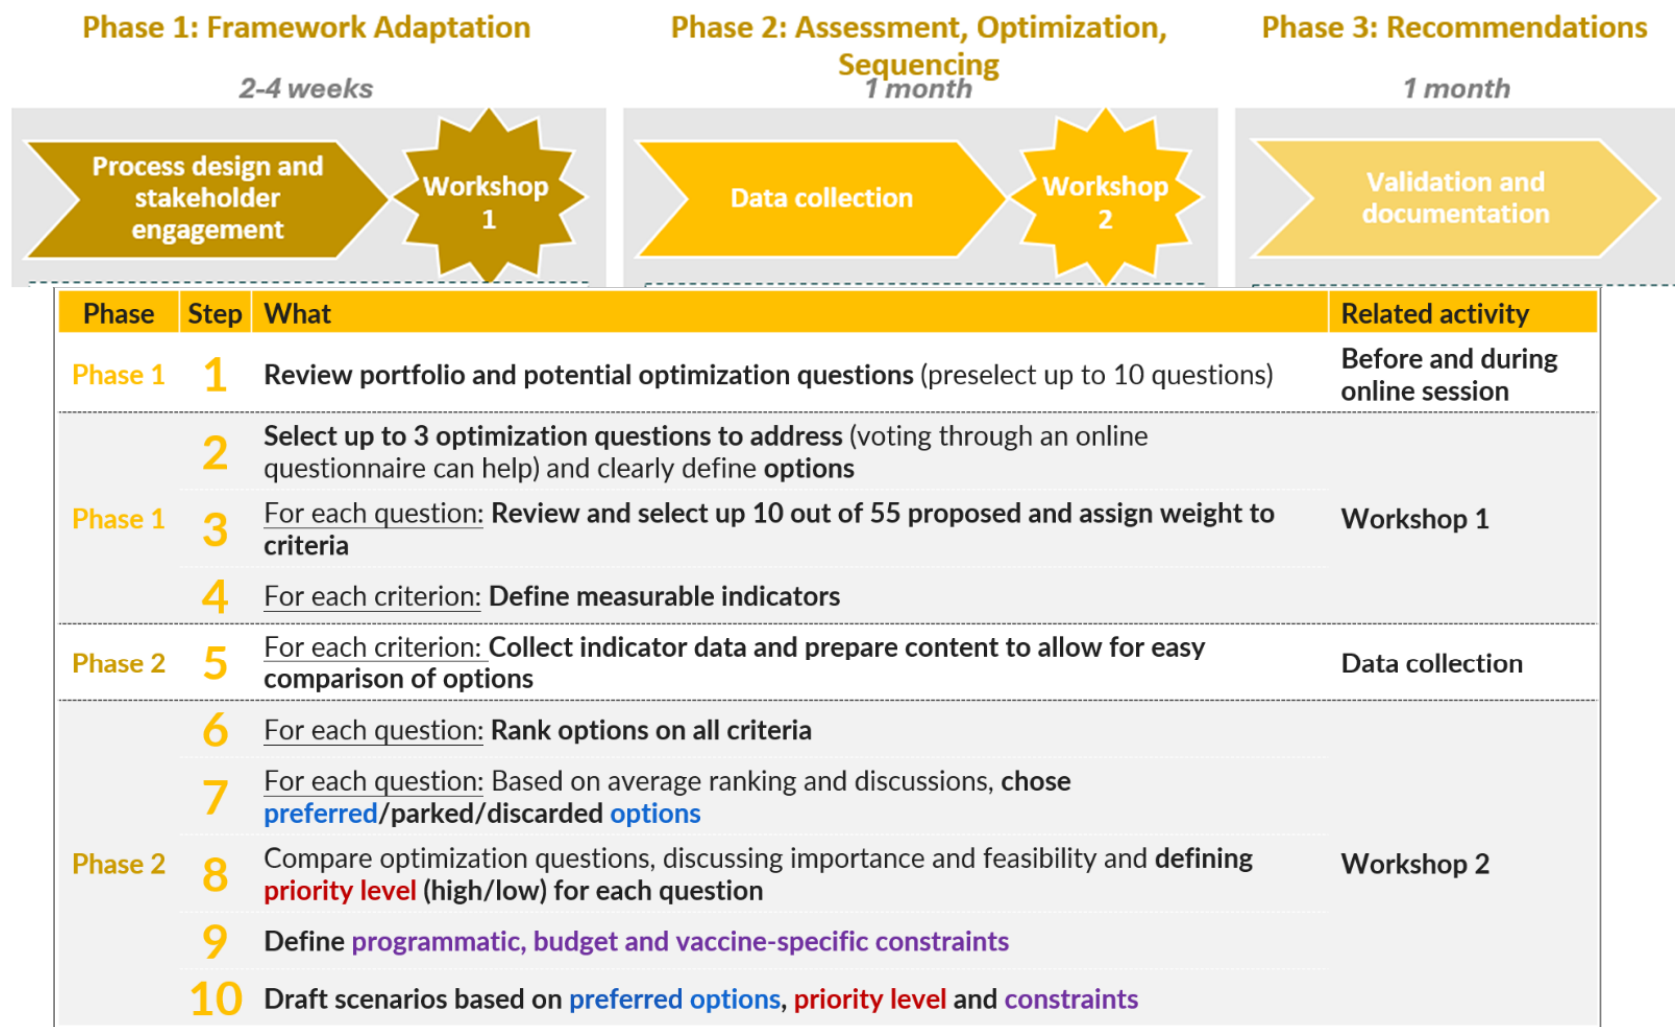 Phase 1: Framework Adaptation
2-4 weeks
Process design and
stakeholder
engagement
Workshop
1
Phase 2: Assessment, Optimization,
Sequencing
1 month
Data collection
Workshop
2
Phase 3: Recommendations
1 month
Validation and
documentation
Phase Step What Related activity
Phase 1 1 Review portfolio and potential optimization questions (preselect up to 10 questions) Before and during
online session
Phase 1
2 Select up to 3 optimization questions to address (voting through an online
questionnaire can help) and clearly define options
3 For each question: Review and select up 10 out of 55 proposed and assign weight to
criteria
4 For each criterion: Define measurable indicators
Workshop 1
Phase 2 5 For each criterion: Collect indicator data and prepare content to allow for easy
comparison of options
Data collection
Phase 2
6 For each question: Rank options on all criteria
7 For each question: Based on average ranking and discussions, chose
preferred/parked/discarded options
8 Compare optimization questions, discussing importance and feasibility and defining
priority level (high/low) for each question
9 Define programmatic, budget and vaccine-specific constraints
10 Draft scenarios based on preferred options, priority level and constraints
Workshop 2